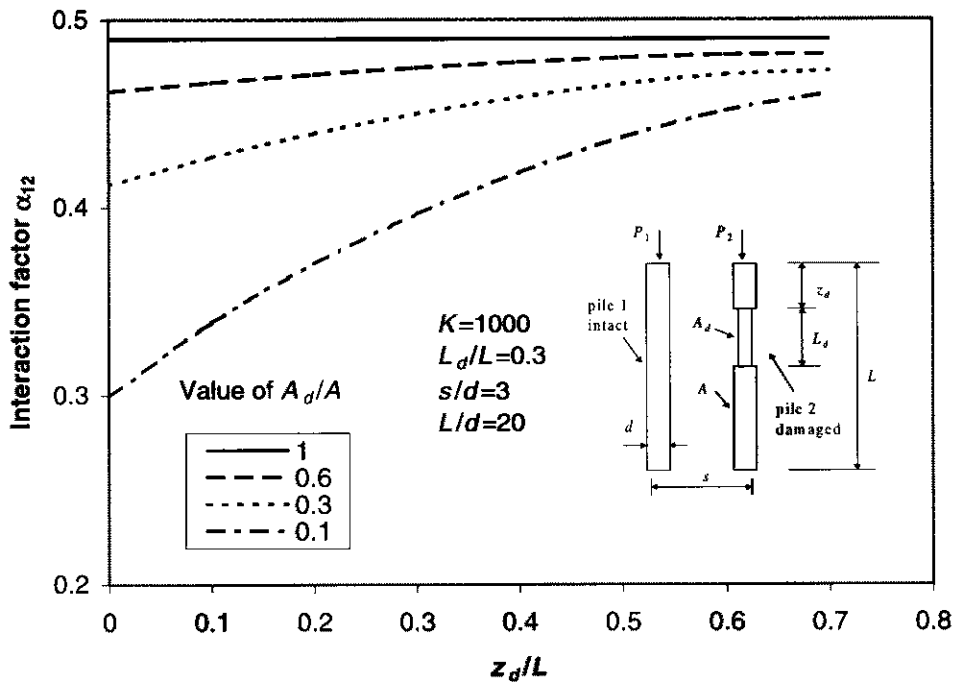 0.5
0.4
0.3
0.2
0
0.1
0.2
0.3
0.4
0.5
0.6
0.7
0.8
Interaction factor α12
zd/L
K=1000
Ld/L=0.3
s/d=3
L/d=20
Value of Ad/A
1
0.6
0.3
0.1
P1
P2
pile 1
intact
Ad
A
zd
Ld
L
pile 2
damaged
d
s